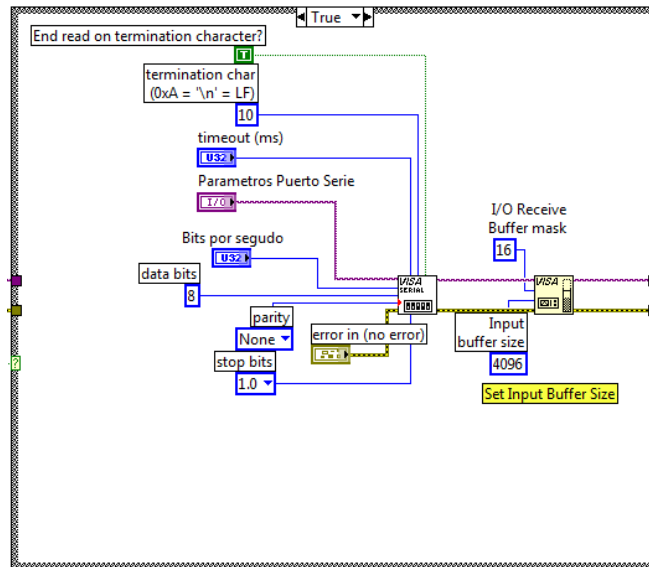 True
End read on termination character?
T
termination char
(0xA = '\n' = LF)
10
timeout (ms)
U32
Parametros Puerto Serie
I/O
I/O Receive
Buffer mask
16
Bits por segudo
U32
data bits
8
VISA
SERIAL
VISA
parity
None
error in (no error)
Input
buffer size
4096
stop bits
1.0
Set Input Buffer Size
?